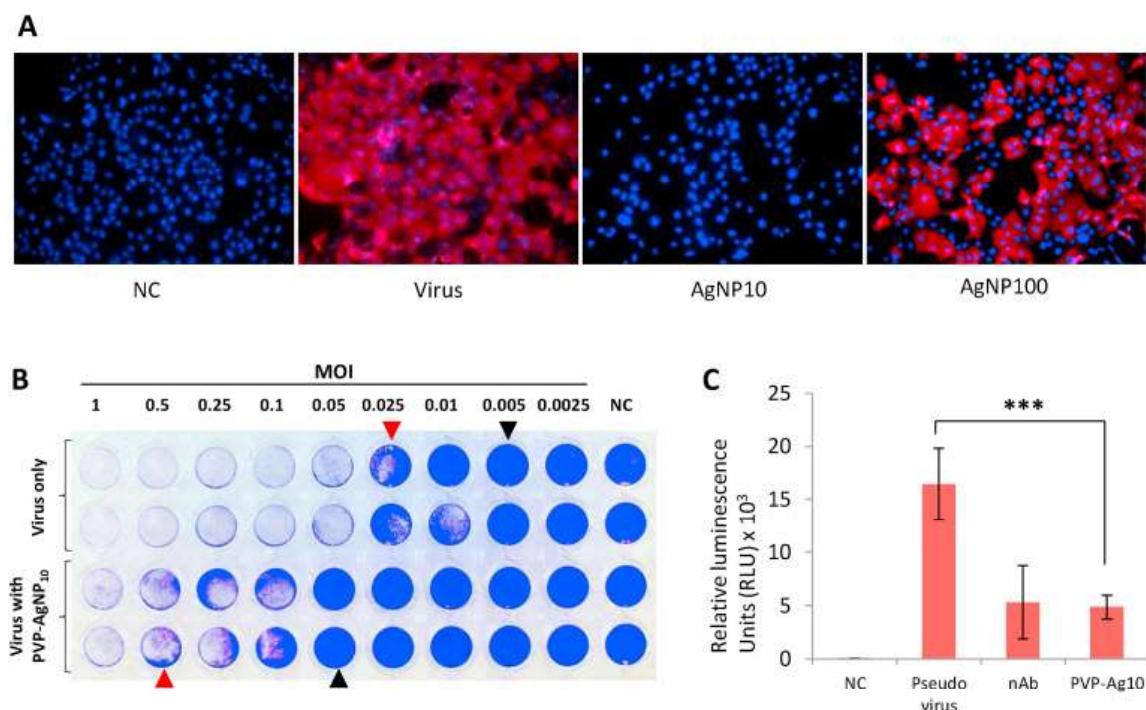 A
NC Virus AgNP10 AgNP100
B
MOI
1 0.5 0.25 0.1 0.05 0.025 0.01 0.005 0.0025 NC
Virus only
Virus with
PVP-AgNP10
C
***
Relative luminescence
Units (RLU) x 10³
25
20
15
10
5
0
NC Pseudo virus nAb PVP-Ag10